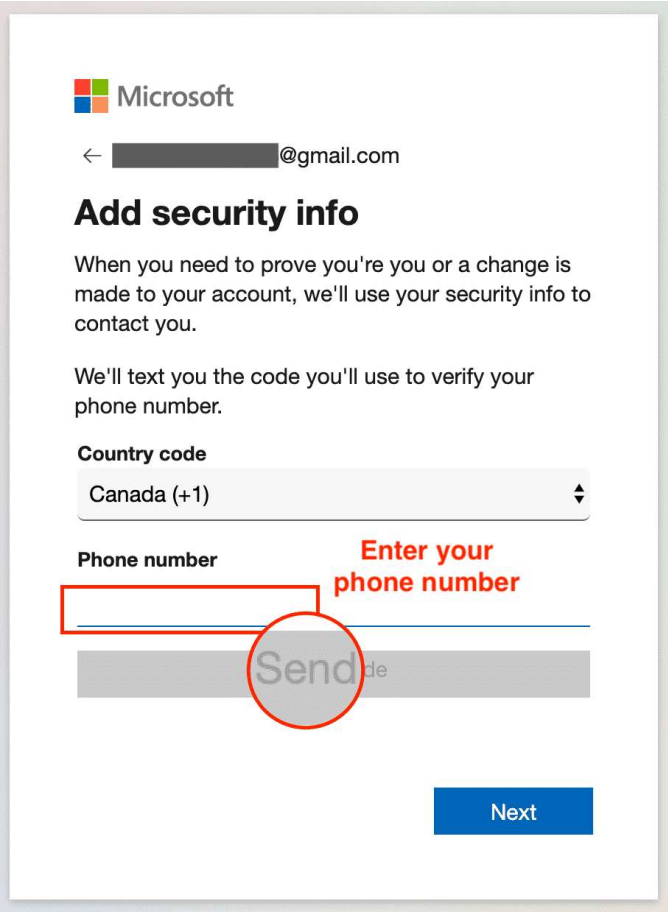 Microsoft
@gmail.com
Add security info
When you need to prove you're you or a change is
made to your account, we'll use your security info to
contact you.
We'll text you the code you'll use to verify your
phone number.
Country code
Canada (+1)
Phone number
Enter your
phone number
Send de
Next